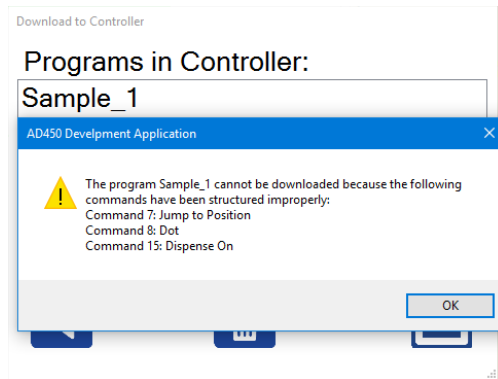 Download to Controller
Programs in Controller:
Sample_1
AD450 Develpment Application
The program Sample_1 cannot be downloaded because the following
commands have been structured improperly:
Command 7: Jump to Position
Command 8: Dot
Command 15: Dispense On
OK